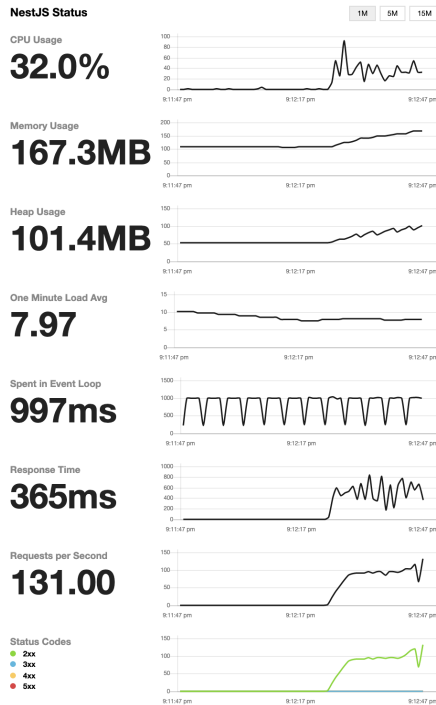 NestJS Status
1M 5M 15M
CPU Usage
32.0%
100
80
60
40
20
0
9:11:47 pm 9:12:17 pm 9:12:47 pm
Memory Usage
167.3MB
200
150
100
50
0
9:11:47 pm 9:12:17 pm 9:12:47 pm
Heap Usage
101.4MB
150
100
50
0
9:11:47 pm 9:12:17 pm 9:12:47 pm
One Minute Load Avg
7.97
15
10
5
0
9:11:47 pm 9:12:17 pm 9:12:47 pm
Spent in Event Loop
997ms
1500
1000
500
0
9:11:47 pm 9:12:17 pm 9:12:47 pm
Response Time
365ms
1000
800
600
400
200
0
9:11:47 pm 9:12:17 pm 9:12:47 pm
Requests per Second
131.00
150
100
50
0
9:11:47 pm 9:12:17 pm 9:12:47 pm
Status Codes
2xx
3xx
4xx
5xx
150
100
50
0
9:11:47 pm 9:12:17 pm 9:12:47 pm